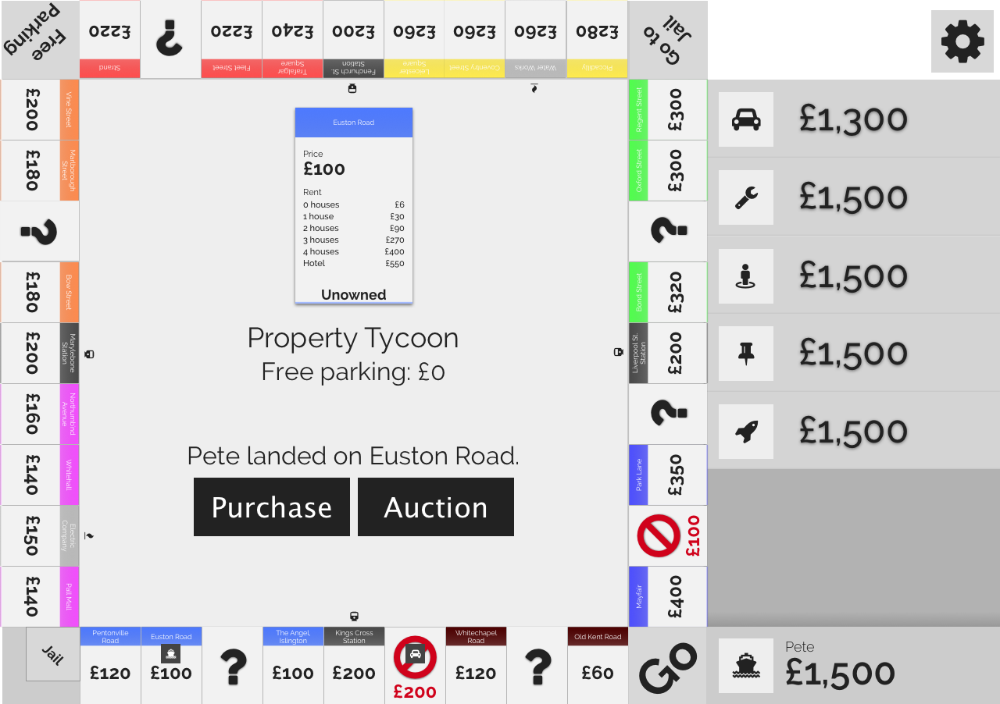 Free
Parking
£220
Strand
?
£220
Fleet Street
£240
Trafalgar
Square
£200
Fenchurch St.
Station
£260
Leicester
Square
£260
Coventry Street
£260
Water Works
£280
Piccadilly
Go to
Jail
£200
Vine Street
£180
Marlborough
Street
?
£180
Bow Street
£200
Marylebone
Station
£160
Northumbnd
Avenue
£140
Whitehall
£150
Electric
Company
£140
Pall Mall
Euston Road
Price
£100
Rent
0 houses £6
1 house £30
2 houses £90
3 houses £270
4 houses £400
Hotel £550
Unowned
Property Tycoon
Free parking: £0
Pete landed on Euston Road.
Purchase
Auction
Regent Street
£300
Oxford Street
£300
?
Bond Street
£320
Liverpool St.
Station
£200
?
Park Lane
£350
£100
Mayfair
£400
Jail
Pentonville
Road
£120
Euston Road
£100
?
The Angel,
Islington
£100
Kings Cross
Station
£200
£200
Whitechapel
Road
£120
?
Old Kent Road
£60
Go
£1,300
£1,500
£1,500
£1,500
£1,500
Pete
£1,500